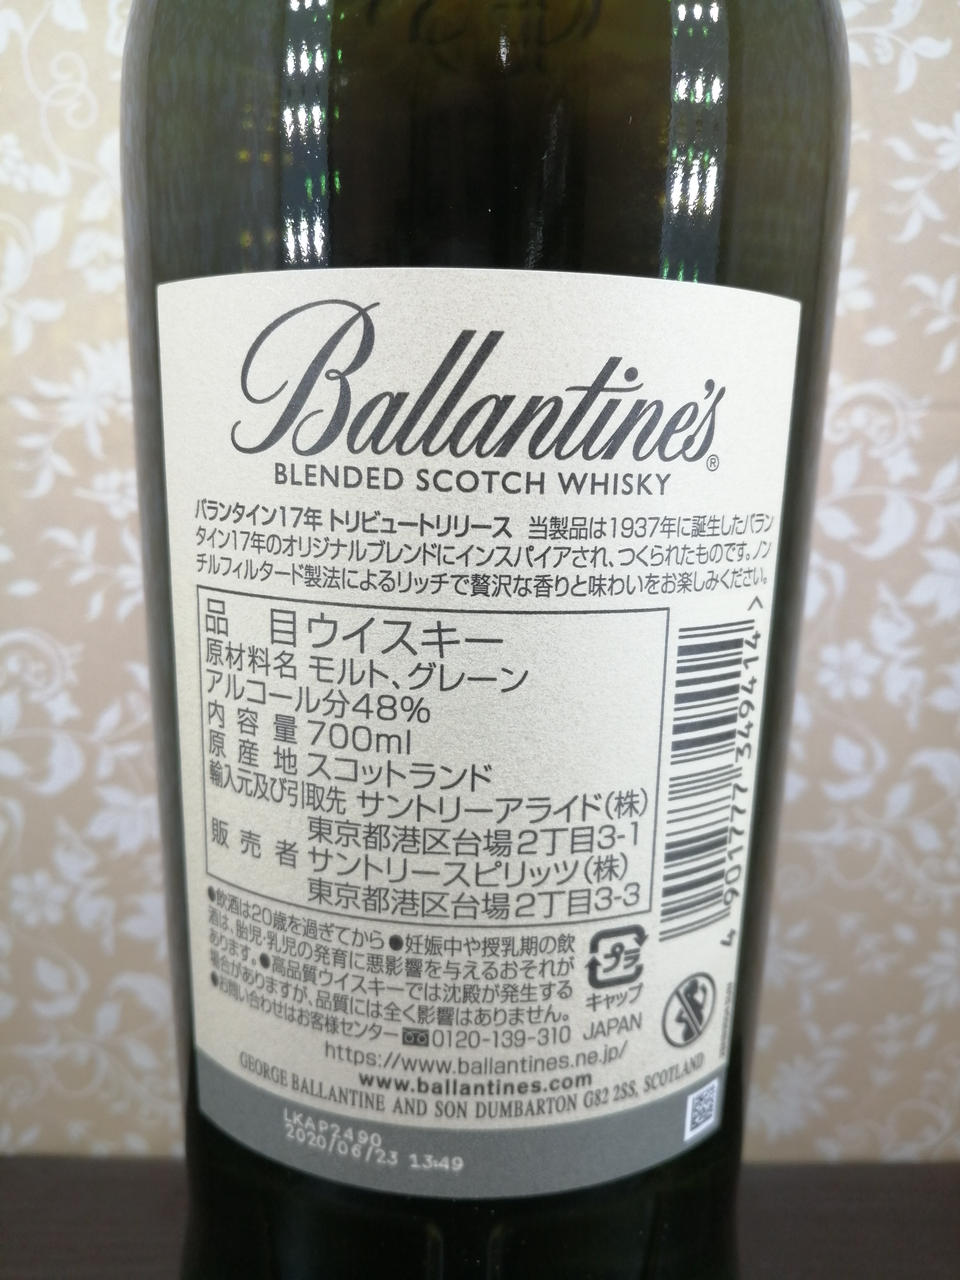 Ballantine's®
BLENDED SCOTCH WHISKY
バランタイン17年 トリビュートリリース 当製品は1937年に誕生したバラン
タイン17年のオリジナルブレンドにインスパイアされ、つくられたものです。ノン
チルフィルタード製法によるリッチで贅沢な香りと味わいをお楽しみください。
品目 ウイスキー
原材料名 モルト、グレーン
アルコール分48%
内容量 700ml
原産地 スコットランド
輸入元及び引取先 サントリーアライド(株)
東京都港区台場2丁目3-1
販売者 サントリースピリッツ(株)
東京都港区台場2丁目3-3
4 901777 349414 >
●飲酒は20歳を過ぎてから ●妊娠中や授乳期の飲
酒は、胎児・乳児の発育に悪影響を与えるおそれが
あります。●高品質ウイスキーでは沈殿が発生する
場合がありますが、品質には全く影響はありません。
●お問い合わせはお客様センター 0120-139-310
プラ
キャップ
JAPAN
https://www.ballantines.ne.jp/
www.ballantines.com
GEORGE BALLANTINE AND SON DUMBARTON G82 2SS, SCOTLAND
LKAP2490
2020/06/23 13:49